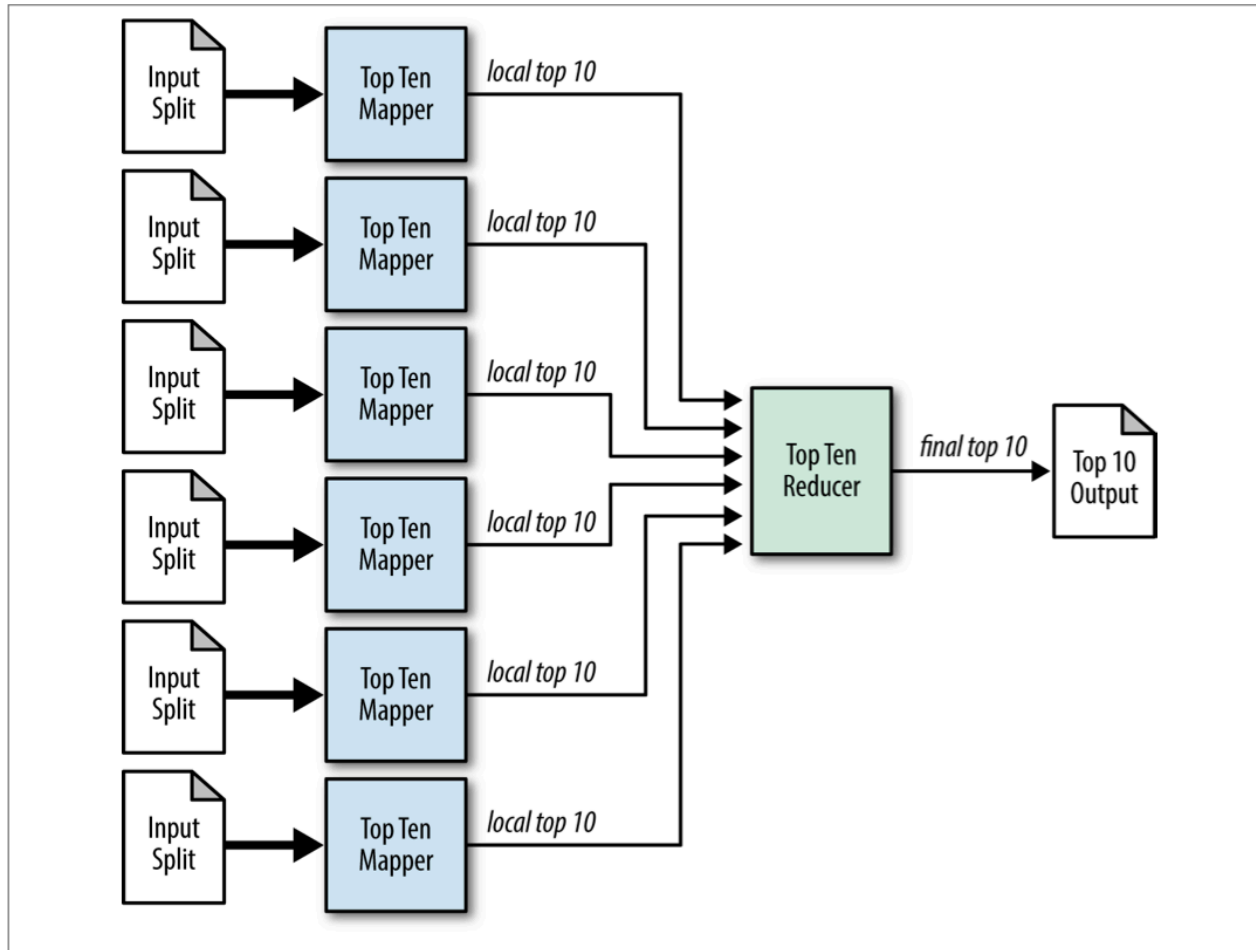 Input
Split
Top Ten
Mapper
local top 10
Input
Split
Top Ten
Mapper
local top 10
Input
Split
Top Ten
Mapper
local top 10
Input
Split
Top Ten
Mapper
local top 10
Input
Split
Top Ten
Mapper
local top 10
Input
Split
Top Ten
Mapper
local top 10
Top Ten
Reducer
final top 10
Top 10
Output